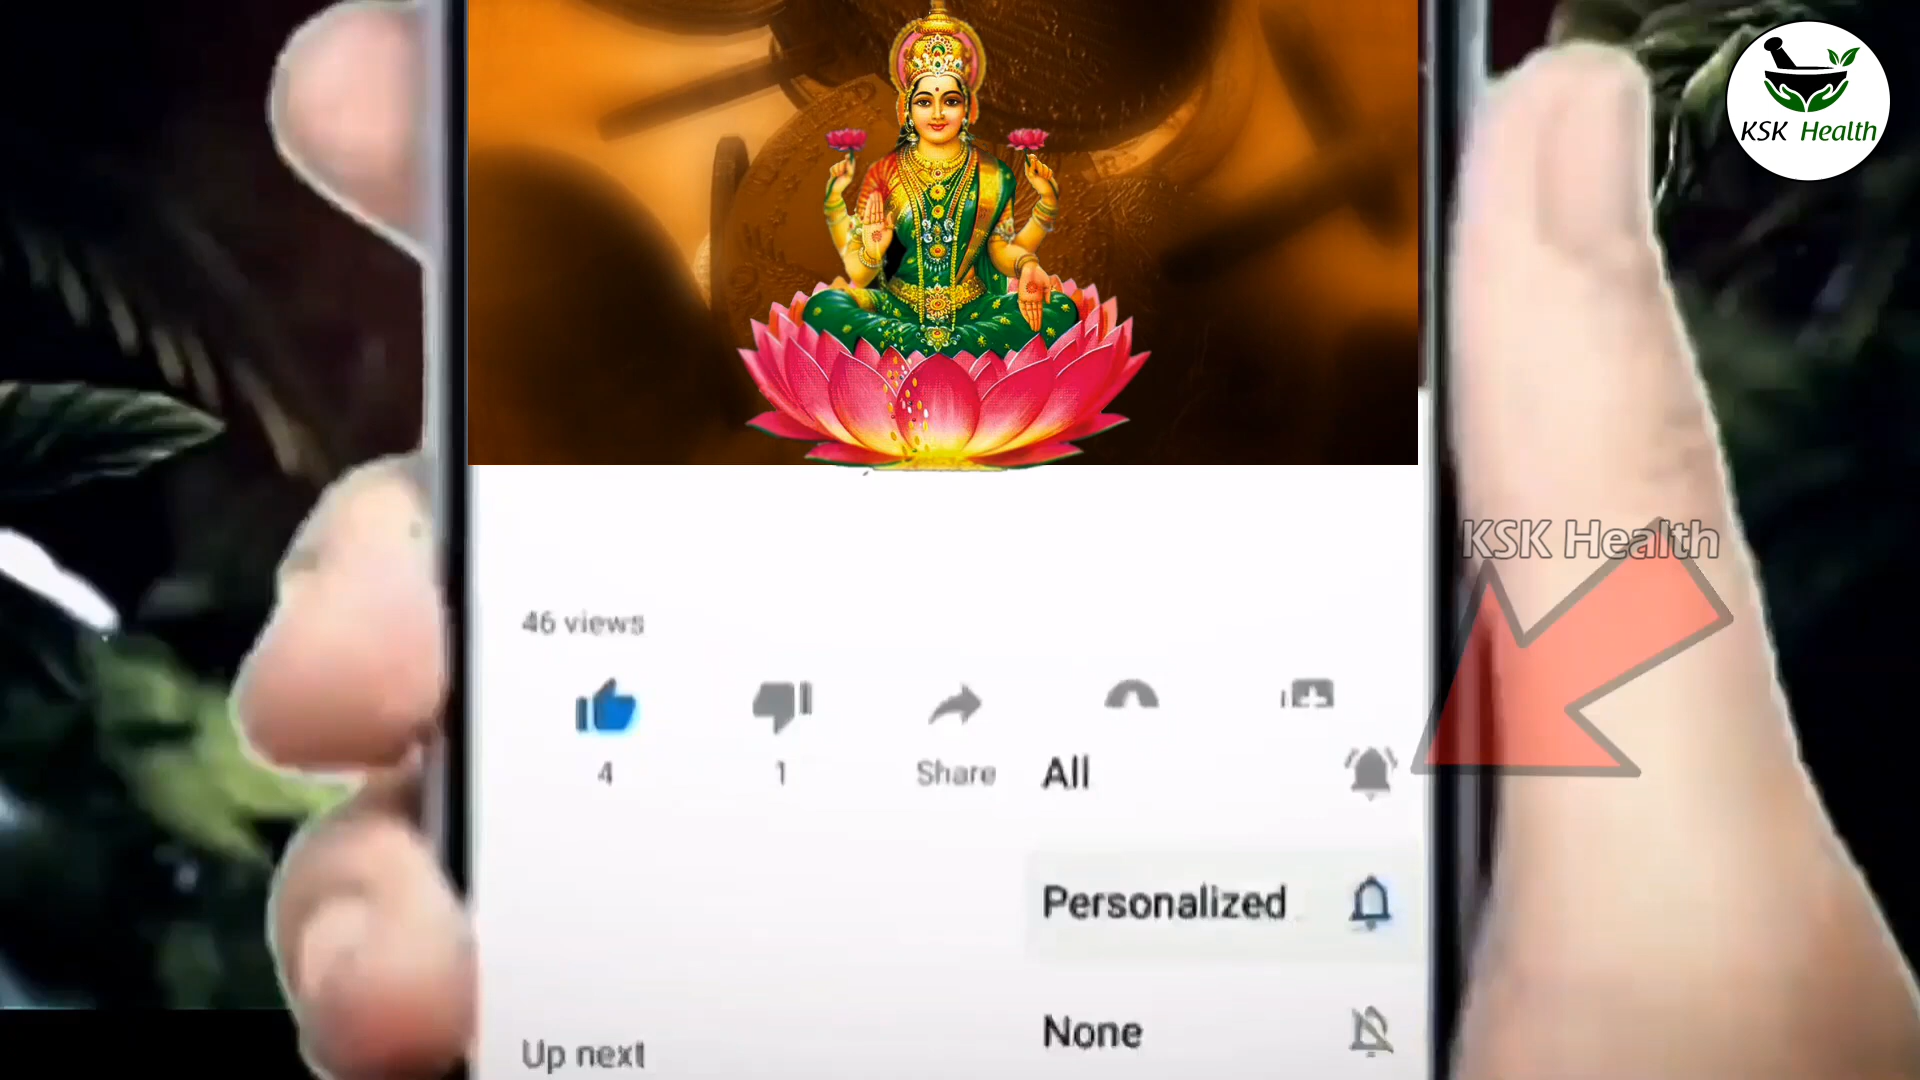 KSK Health
KSK Health
46 views
4
1
Share
All
Personalized
None
Up next